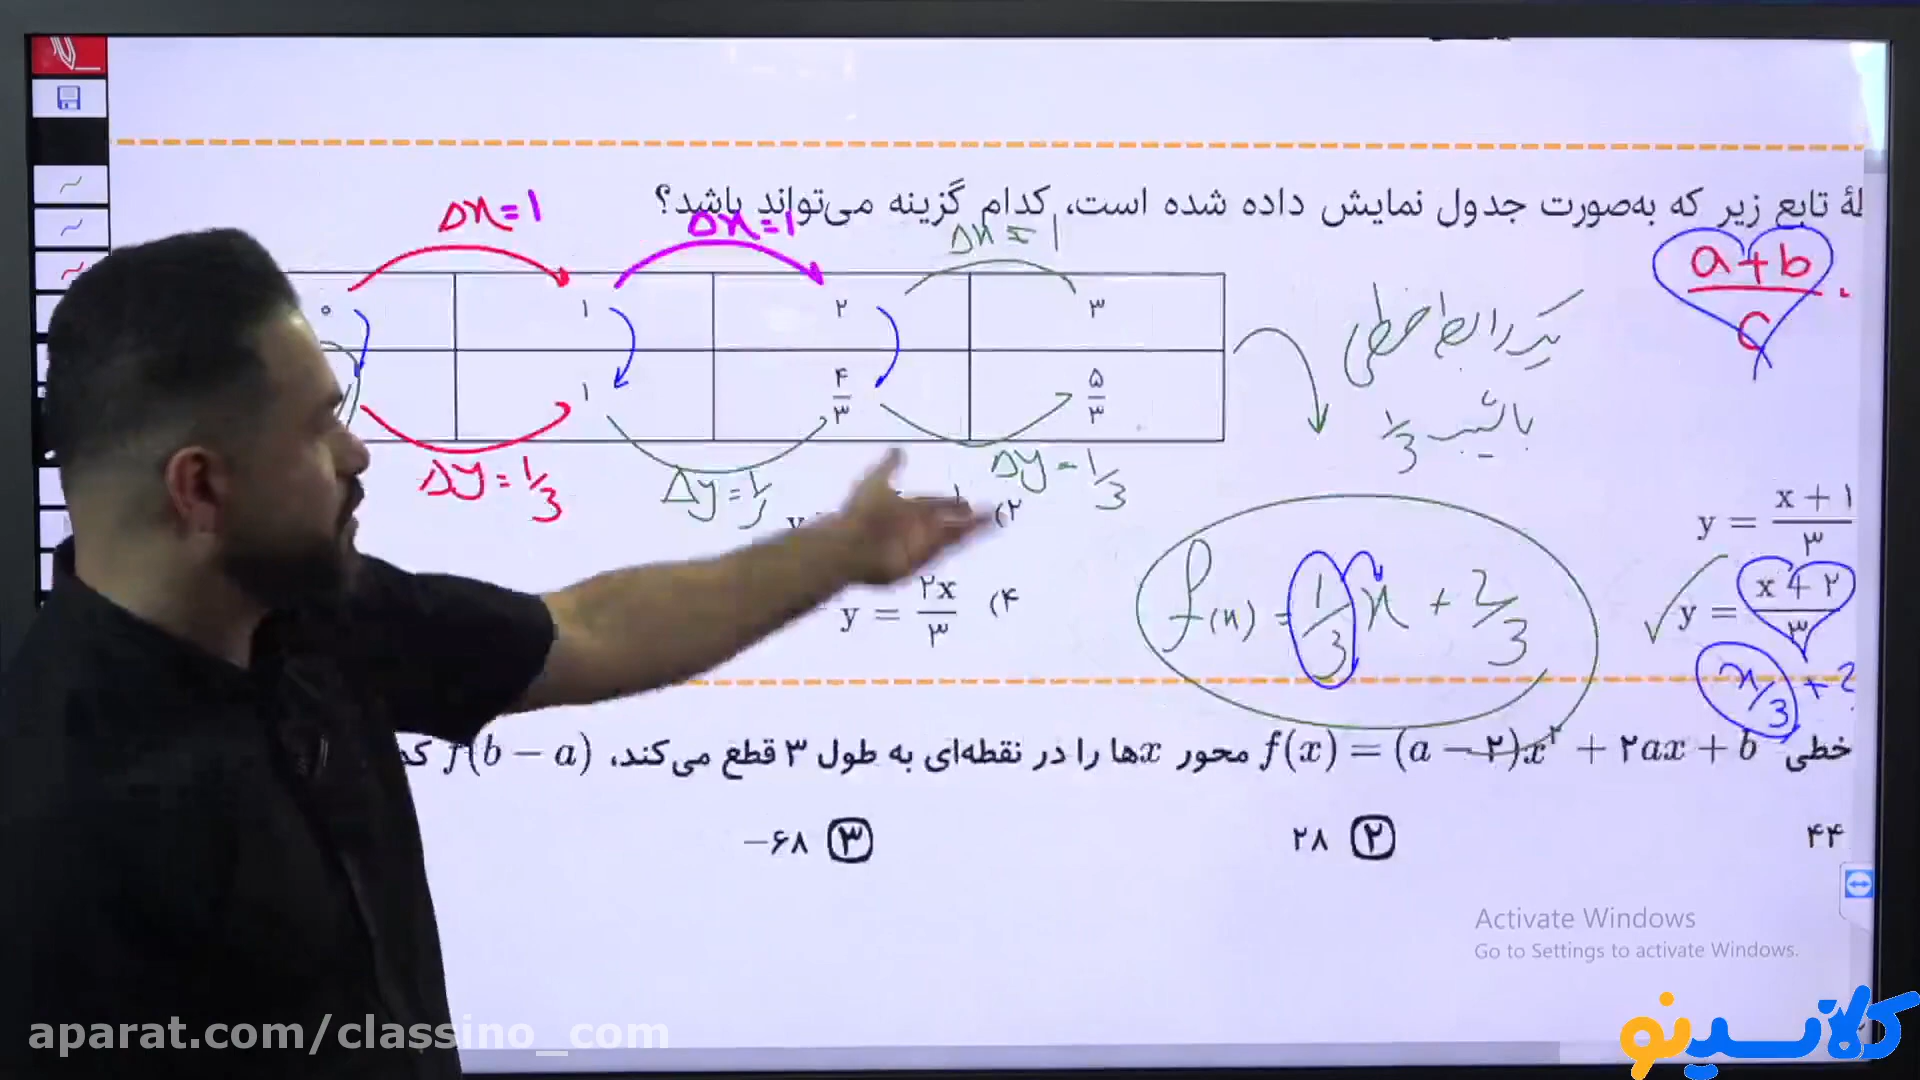 لهٔ تابع زیر که به‌صورت جدول نمایش داده شده است، کدام گزینه می‌تواند باشد؟
Δx = 1
Δx = 1
Δx = 1
a + b
c
۰ ۱ ۲ ۳
۱ ۴/۳ ۵/۳
یک رابطه خطی
با شیب 1/3
Δy = 1/3
Δy = 1/3
Δy = 1/3
y = (x + 1)/۳
۲)
y = (x + ۲)/۳
۴) y = ۲x/۳
f(x) = 1/3 x + 2/3
x/3 +
خطی f(x) = (a − ۲)x² + ۲ax + b محور xها را در نقطه‌ای به طول ۳ قطع می‌کند، f(b − a)
۴۴
۲ ۲۸
۳ −۶۸
Activate Windows
Go to Settings to activate Windows.
aparat.com/classino_com
کلاسینو